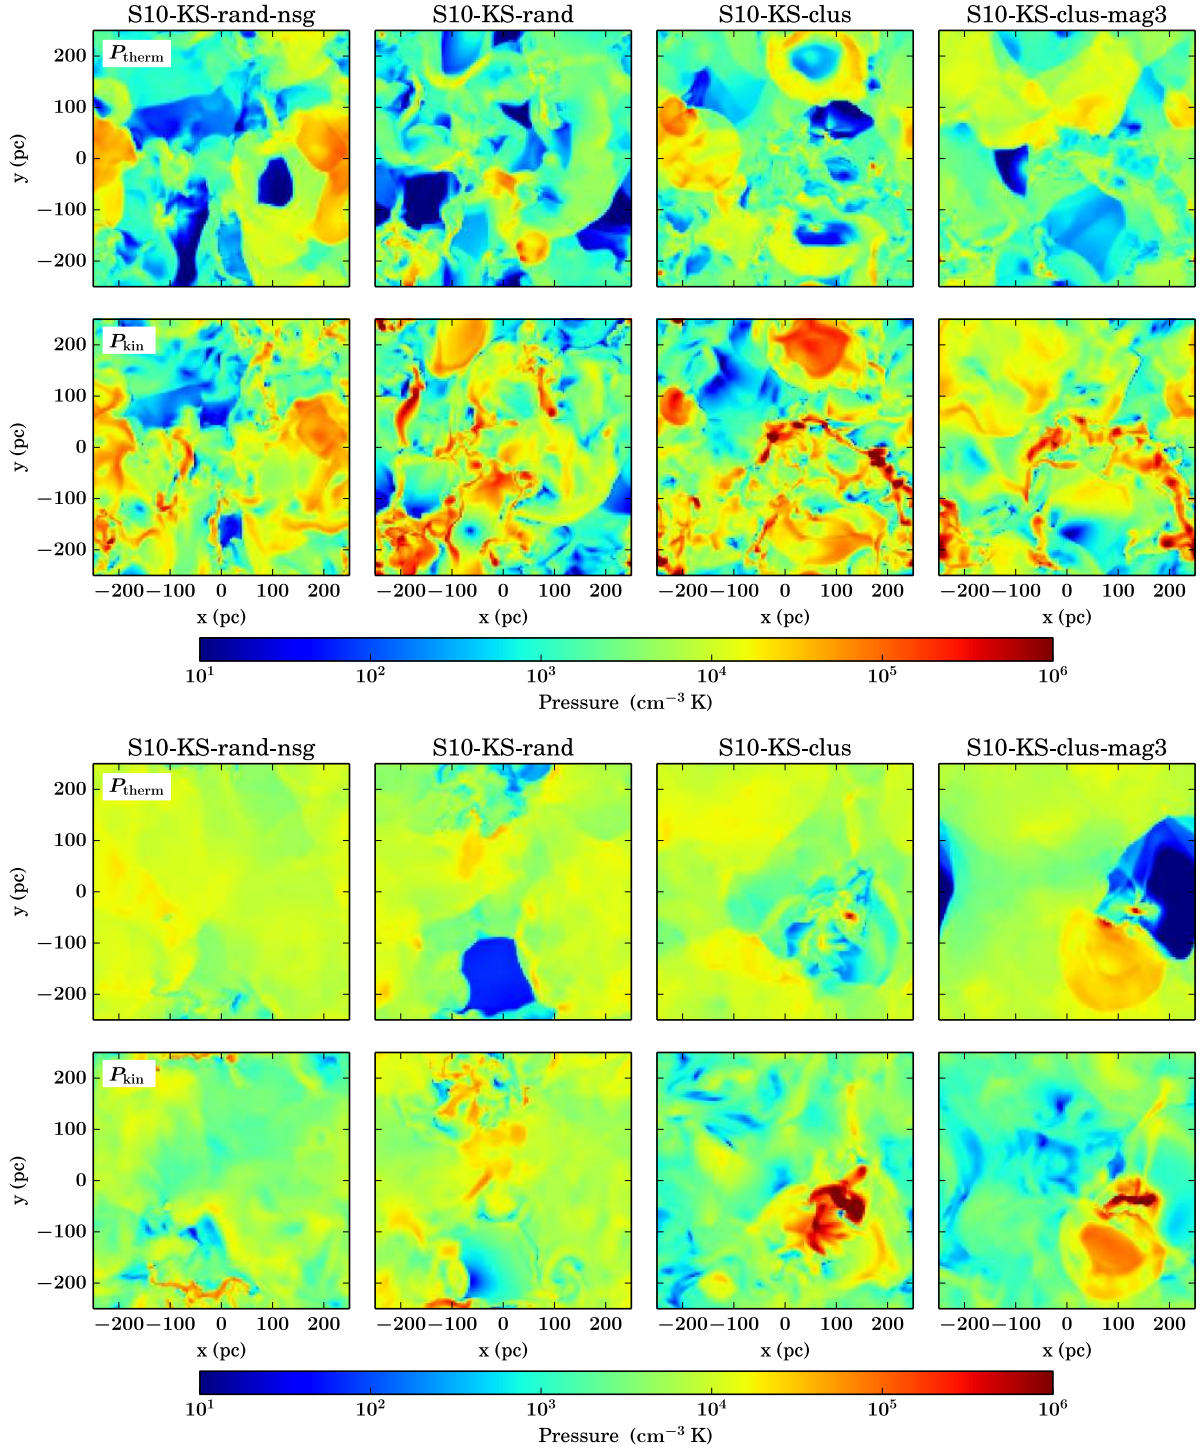 S10-KS-rand-nsg S10-KS-rand S10-KS-clus S10-KS-clus-mag3
P_therm
200
100
0
−100
−200
y (pc)
P_kin
200
100
0
−100
−200
y (pc)
−200 −100 0 100 200 −200 −100 0 100 200 −200 −100 0 100 200 −200 −100 0 100 200
x (pc) x (pc) x (pc) x (pc)
10^1 10^2 10^3 10^4 10^5 10^6
Pressure (cm^−3 K)
S10-KS-rand-nsg S10-KS-rand S10-KS-clus S10-KS-clus-mag3
P_therm
200
100
0
−100
−200
y (pc)
P_kin
200
100
0
−100
−200
y (pc)
−200 −100 0 100 200 −200 −100 0 100 200 −200 −100 0 100 200 −200 −100 0 100 200
x (pc) x (pc) x (pc) x (pc)
10^1 10^2 10^3 10^4 10^5 10^6
Pressure (cm^−3 K)